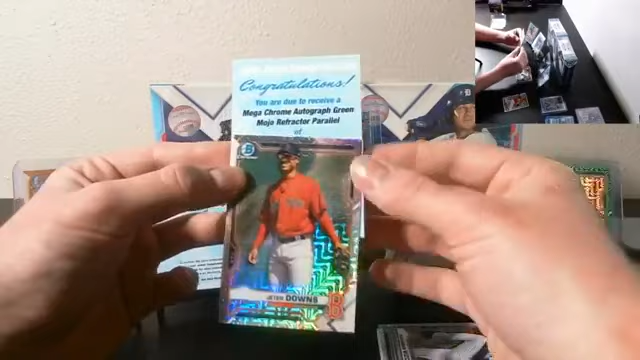 Congratulations!
You are due to receive a
Mega Chrome Autograph Green
Mojo Refractor Parallel
of
JETER DOWNS
B